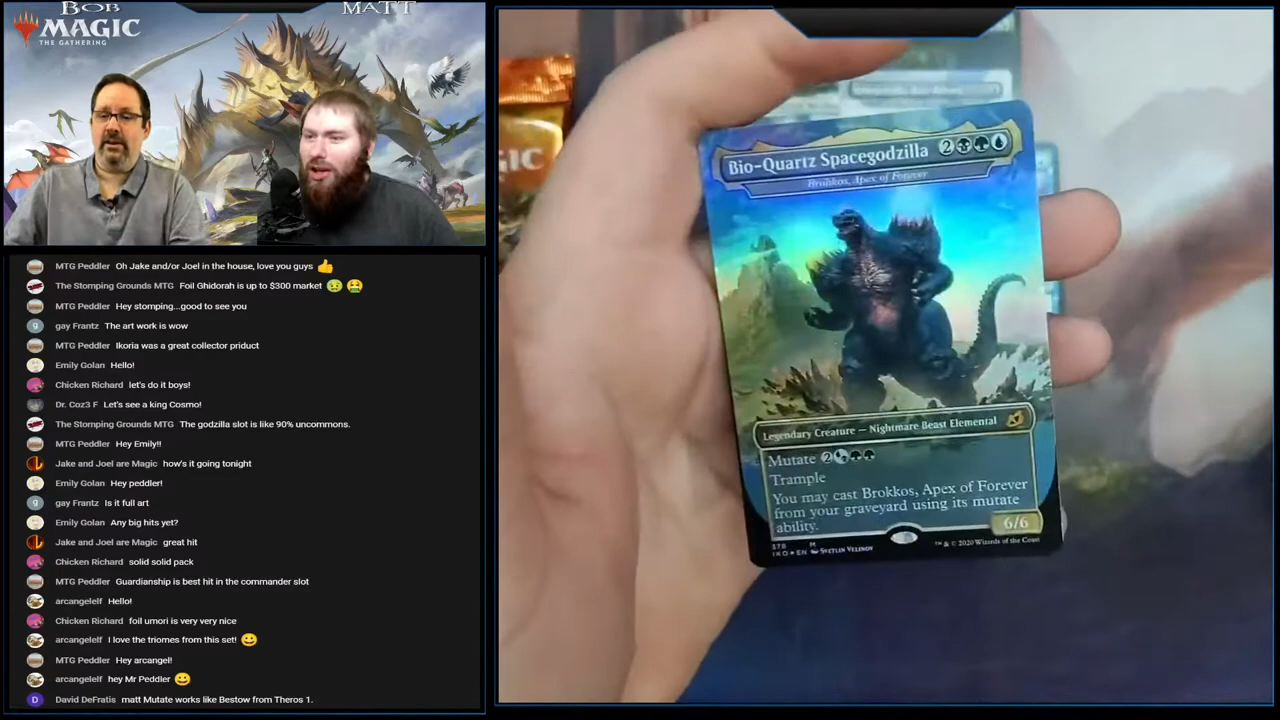 BOB
MATT
MAGIC
THE GATHERING
MTG Peddler Oh Jake and/or Joel in the house, love you guys 👍
The Stomping Grounds MTG Foil Ghidorah is up to $300 market 🤢 🤮
MTG Peddler Hey stomping...good to see you
gay Frantz The art work is wow
MTG Peddler Ikoria was a great collector priduct
Emily Golan Hello!
Chicken Richard let's do it boys!
Dr. Coz3 F Let's see a king Cosmo!
The Stomping Grounds MTG The godzilla slot is like 90% uncommons.
MTG Peddler Hey Emily!!
Jake and Joel are Magic how's it going tonight
Emily Golan Hey peddler!
gay Frantz Is it full art
Emily Golan Any big hits yet?
Jake and Joel are Magic great hit
Chicken Richard solid solid pack
MTG Peddler Guardianship is best hit in the commander slot
arcangelelf Hello!
Chicken Richard foil umori is very very nice
arcangelelf I love the triomes from this set! 😀
MTG Peddler Hey arcangel!
arcangelelf hey Mr Peddler 😀
D David DeFratis matt Mutate works like Bestow from Theros 1.
Bio-Quartz Spacegodzilla 2
Brokkos, Apex of Forever
Legendary Creature — Nightmare Beast Elemental
Mutate 2
Trample
You may cast Brokkos, Apex of Forever
from your graveyard using its mutate
ability.
6/6
378 M
IKO ★ EN Svetlin Velinov
™ & © 2020 Wizards of the Coast